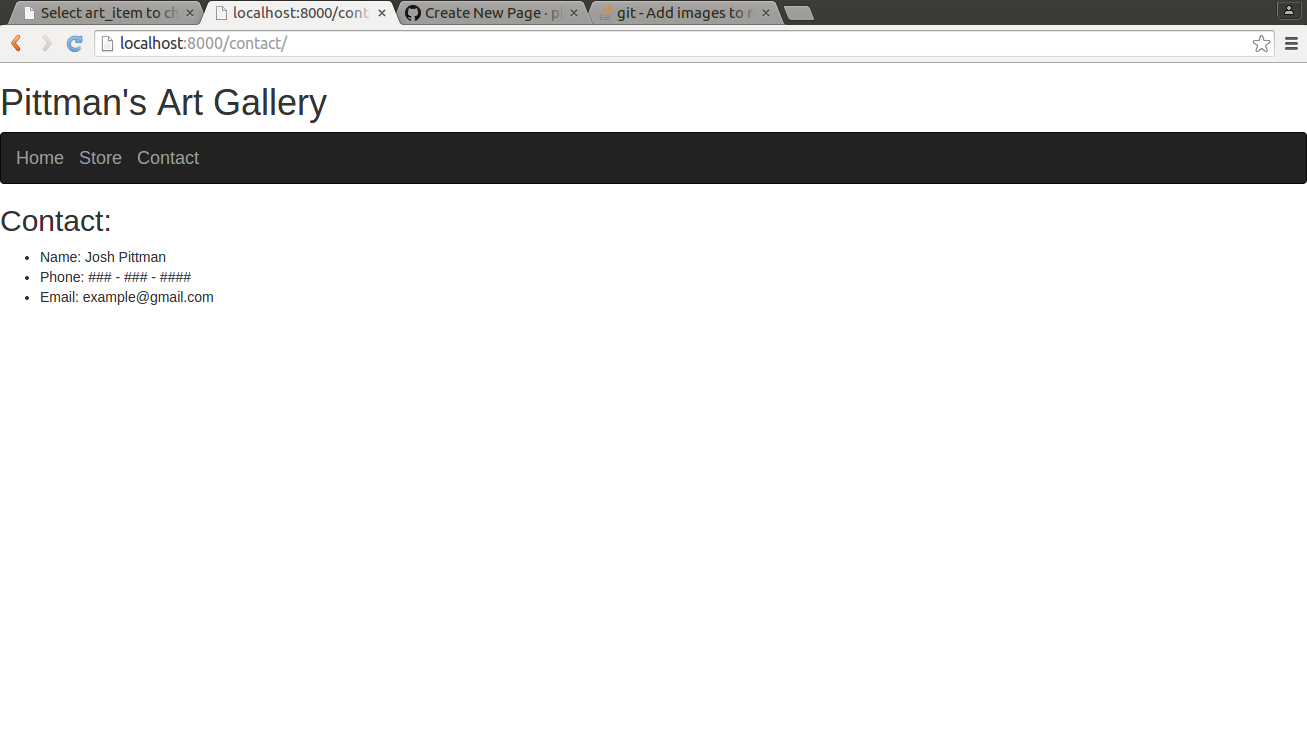 Select art_item to ch
localhost:8000/cont
Create New Page · pl
git - Add images to r
localhost:8000/contact/
Pittman's Art Gallery
Home Store Contact
Contact:
• Name: Josh Pittman
• Phone: ### - ### - ####
• Email: example@gmail.com